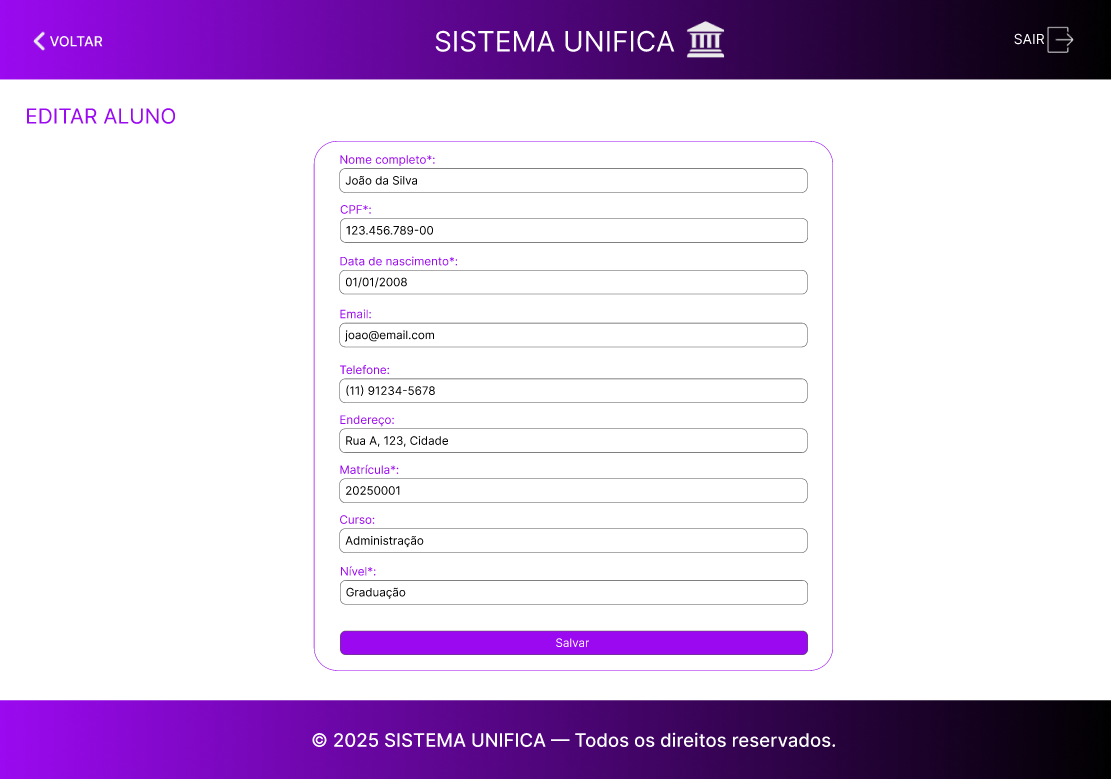 VOLTAR
SISTEMA UNIFICA
SAIR
EDITAR ALUNO
Nome completo*:
João da Silva
CPF*:
123.456.789-00
Data de nascimento*:
01/01/2008
Email:
joao@email.com
Telefone:
(11) 91234-5678
Endereço:
Rua A, 123, Cidade
Matrícula*:
20250001
Curso:
Administração
Nível*:
Graduação
Salvar
© 2025 SISTEMA UNIFICA — Todos os direitos reservados.